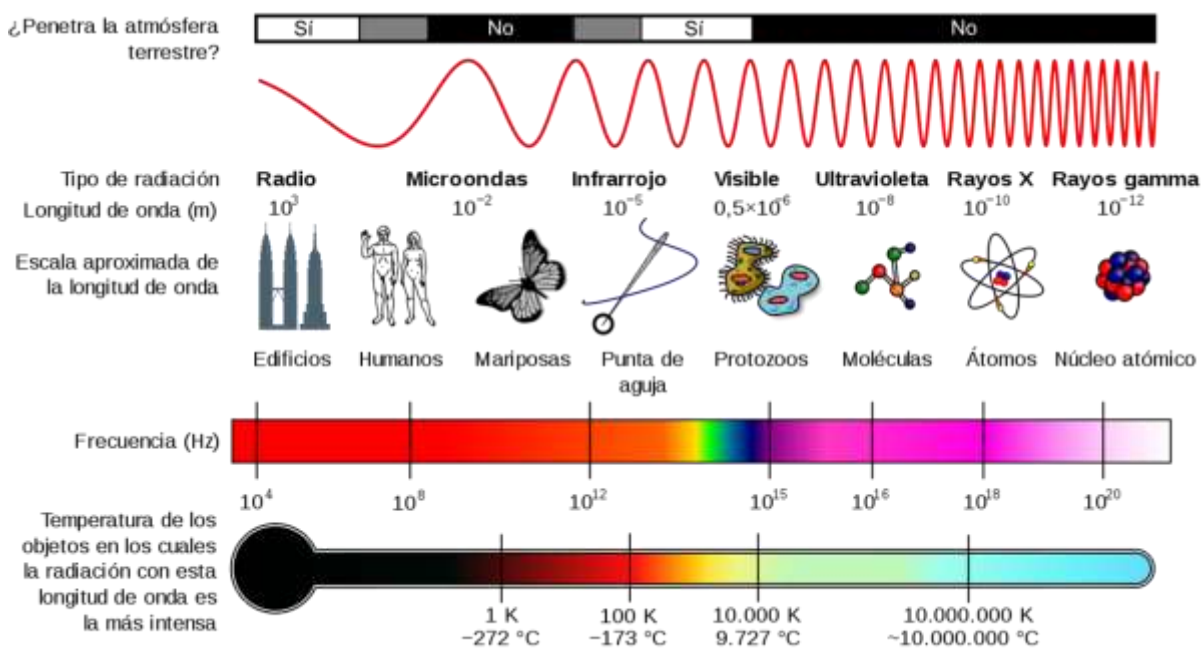 ¿Penetra la atmósfera
terrestre?
Sí
No
Sí
No
Tipo de radiación
Radio
Microondas
Infrarrojo
Visible
Ultravioleta
Rayos X
Rayos gamma
Longitud de onda (m)
10³
10⁻²
10⁻⁵
0,5×10⁻⁶
10⁻⁸
10⁻¹⁰
10⁻¹²
Escala aproximada de
la longitud de onda
Edificios
Humanos
Mariposas
Punta de
aguja
Protozoos
Moléculas
Átomos
Núcleo atómico
Frecuencia (Hz)
10⁴
10⁸
10¹²
10¹⁵
10¹⁶
10¹⁸
10²⁰
Temperatura de los
objetos en los cuales
la radiación con esta
longitud de onda es
la más intensa
1 K
−272 °C
100 K
−173 °C
10.000 K
9.727 °C
10.000.000 K
~10.000.000 °C